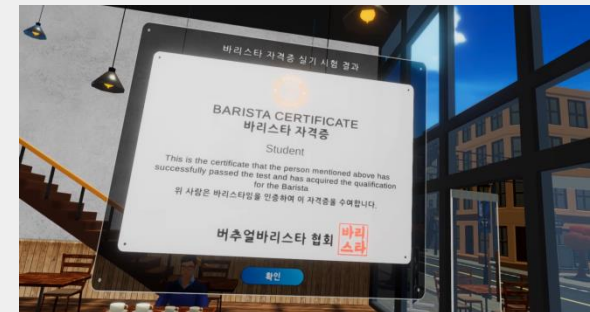 바리스타 자격증 실기 시험 결과
BARISTA CERTIFICATE
바리스타 자격증
Student
This is the certificate that the person mentioned above has
successfully passed the test and has acquired the qualification
for the Barista
위 사람은 바리스타임을 인증하며 이 자격증을 수여합니다.
버추얼바리스타 협회
바리
스타
확인